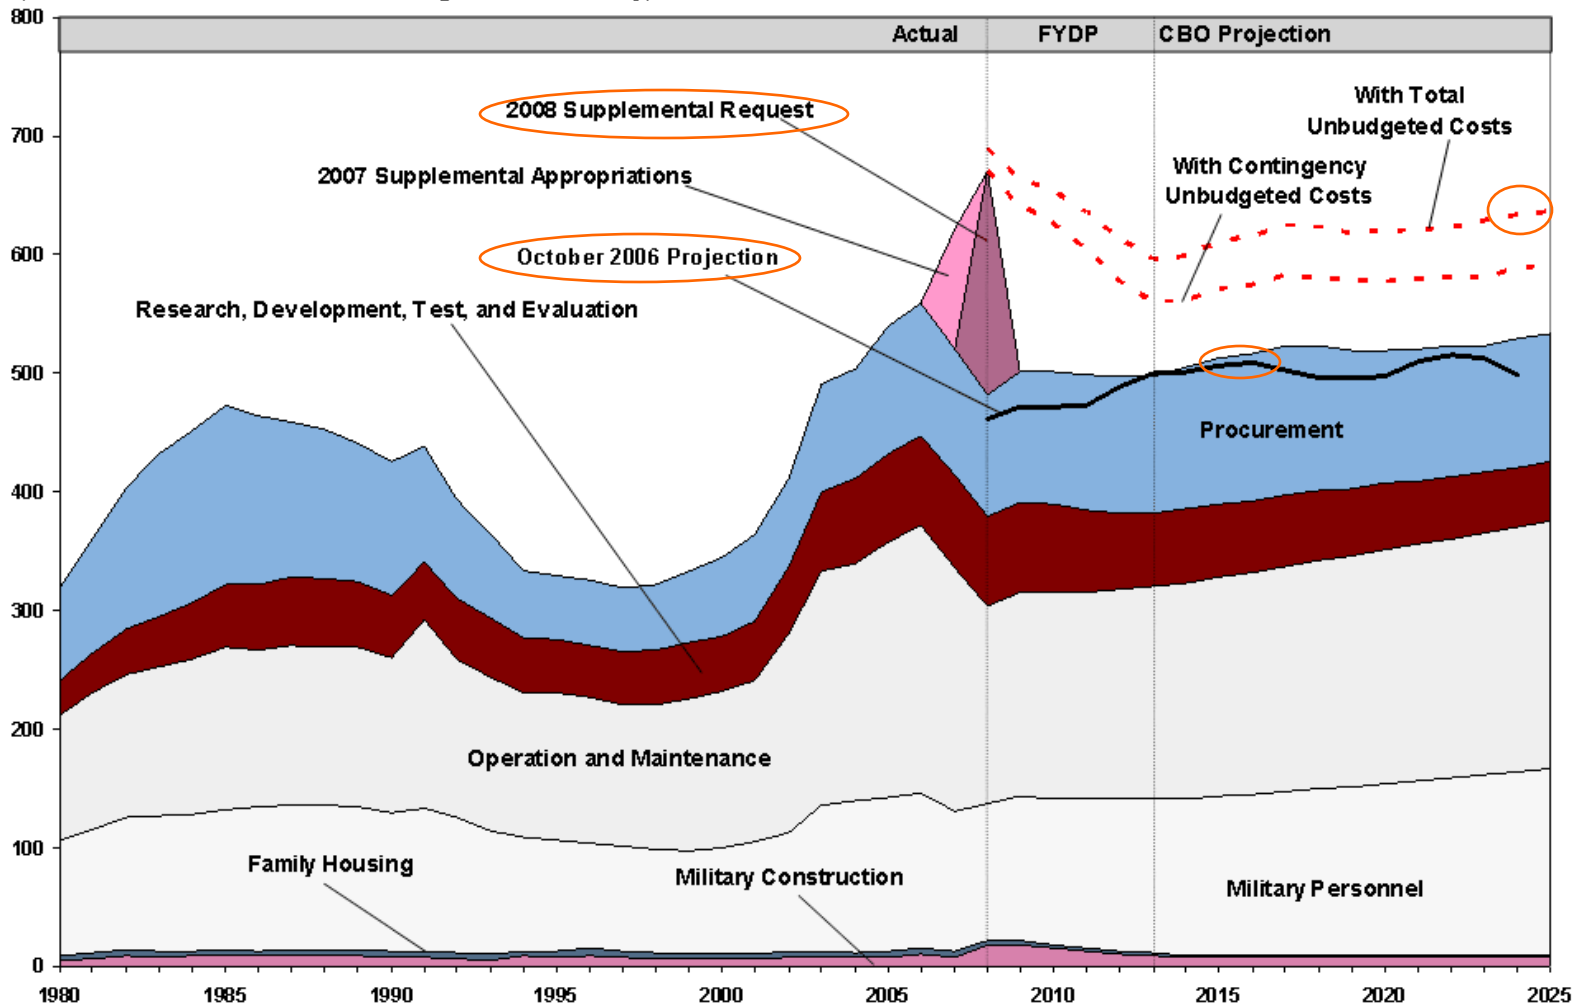 800
Actual FYDP CBO Projection
With Total
Unbudgeted Costs
2008 Supplemental Request
700
With Contingency
Unbudgeted Costs
2007 Supplemental Appropriations
600
October 2006 Projection
Research, Development, Test, and Evaluation
500
Procurement
400
300
200
Operation and Maintenance
100
Family Housing
Military Construction
Military Personnel
0
1980 1985 1990 1995 2000 2005 2010 2015 2020 2025